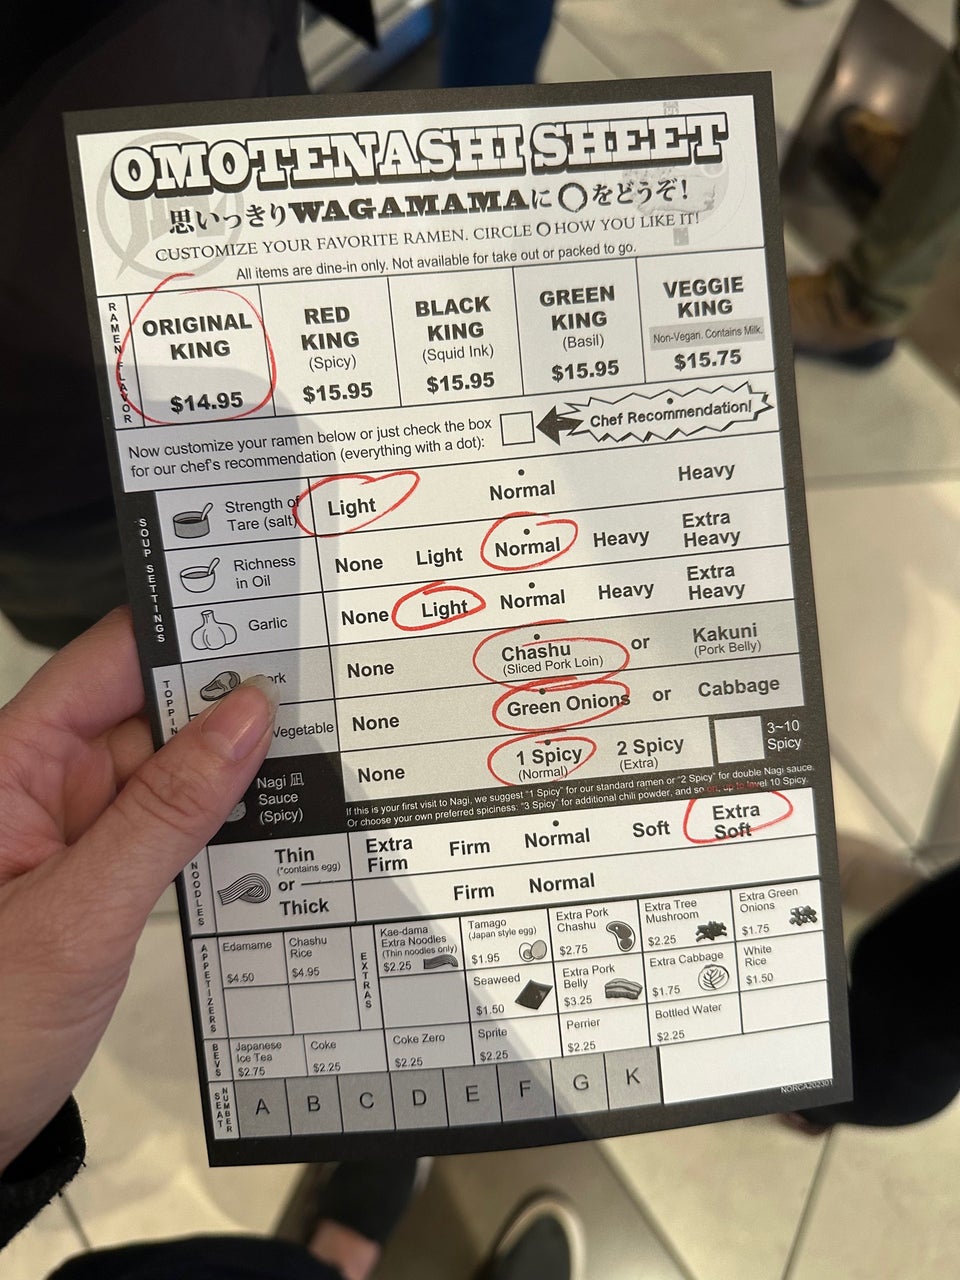 OMOTENASHI SHEET
思いっきりWAGAMAMAに○をどうぞ!
CUSTOMIZE YOUR FAVORITE RAMEN. CIRCLE ○ HOW YOU LIKE IT!
All items are dine-in only. Not available for take out or packed to go.
RAMEN FLAVOR
ORIGINAL KING
$14.95
RED KING
(Spicy)
$15.95
BLACK KING
(Squid Ink)
$15.95
GREEN KING
(Basil)
$15.95
VEGGIE KING
Non-Vegan. Contains Milk.
$15.75
Now customize your ramen below or just check the box
for our chef's recommendation (everything with a dot):
Chef Recommendation!
SOUP SETTINGS
Strength of
Tare (salt)
Light Normal Heavy
Richness
in Oil
None Light Normal Heavy Extra Heavy
Garlic
None Light Normal Heavy Extra Heavy
TOPPIN
rk
None Chashu (Sliced Pork Loin) or Kakuni (Pork Belly)
Vegetable
None Green Onions or Cabbage
Nagi 凪
Sauce
(Spicy)
None 1 Spicy (Normal) 2 Spicy (Extra) 3~10 Spicy
If this is your first visit to Nagi, we suggest "1 Spicy" for our standard ramen or "2 Spicy" for double Nagi sauce.
Or choose your own preferred spiciness: "3 Spicy" for additional chili powder, and so on, up to level 10 Spicy.
NOODLES
Thin
(*contains egg)
or
Thick
Extra Firm Firm Normal Soft Extra Soft
Firm Normal
APPETIZERS
Edamame
$4.50
Chashu Rice
$4.95
EXTRAS
Kae-dama
Extra Noodles
(Thin noodles only)
$2.25
Tamago
(Japan style egg)
$1.95
Extra Pork
Chashu
$2.75
Extra Tree
Mushroom
$2.25
Extra Green
Onions
$1.75
Seaweed
$1.50
Extra Pork
Belly
$3.25
Extra Cabbage
$1.75
White
Rice
$1.50
BEVS
Japanese
Ice Tea
$2.75
Coke
$2.25
Coke Zero
$2.25
Sprite
$2.25
Perrier
$2.25
Bottled Water
$2.25
SEAT NUMBER
A B C D E F G K
NORCA202301